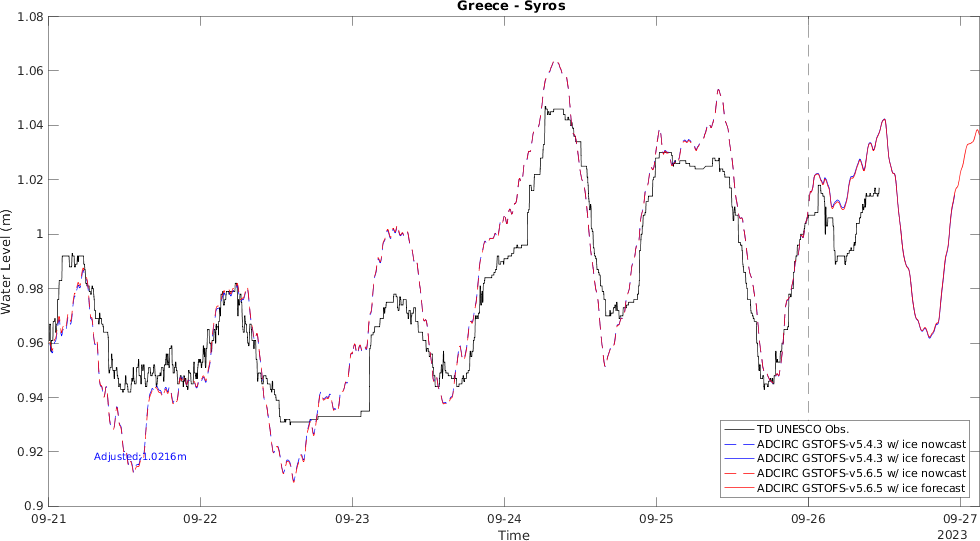 Greece - Syros
1.08
1.06
1.04
1.02
1
0.98
0.96
0.94
0.92
0.9
Water Level (m)
Adjusted:1.0216m
TD UNESCO Obs.
ADCIRC GSTOFS-v5.4.3 w/ ice nowcast
ADCIRC GSTOFS-v5.4.3 w/ ice forecast
ADCIRC GSTOFS-v5.6.5 w/ ice nowcast
ADCIRC GSTOFS-v5.6.5 w/ ice forecast
09-21 09-22 09-23 09-24 09-25 09-26 09-27
Time
2023